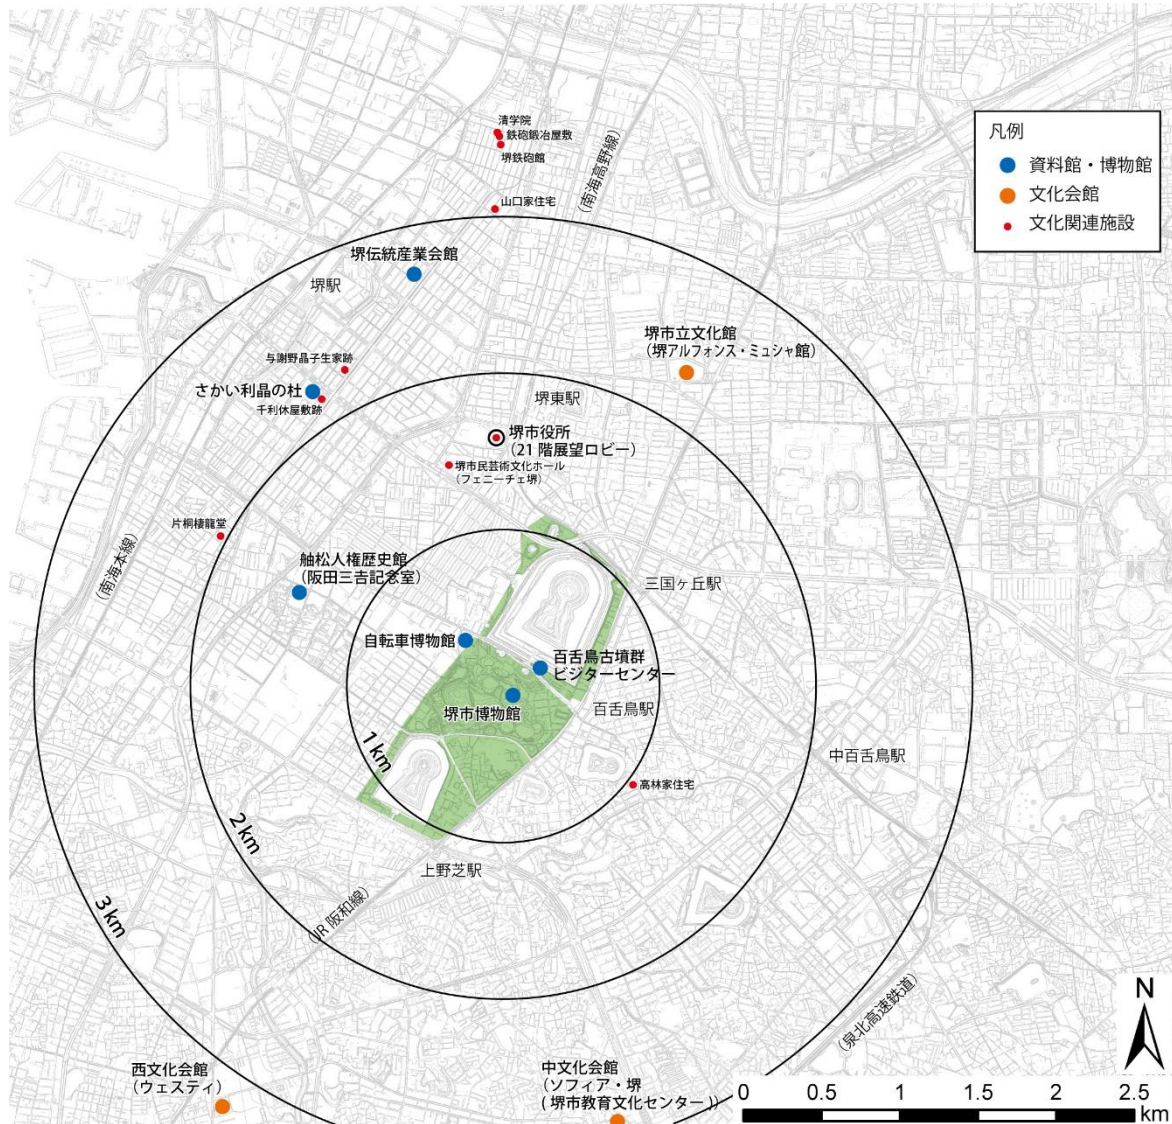 清学院
鉄砲鍛冶屋敷
堺鉄砲館
(南海高野線)
凡例
資料館・博物館
文化会館
文化関連施設
山口家住宅
堺伝統産業会館
堺駅
堺市立文化館
(堺アルフォンス・ミュシャ館)
与謝野晶子生家跡
さかい利晶の杜
千利休屋敷跡
堺東駅
堺市役所
(21階展望ロビー)
堺市民芸術文化ホール
(フェニーチェ堺)
片桐棲龍堂
(南海本線)
舳松人権歴史館
(阪田三吉記念室)
三国ヶ丘駅
自転車博物館
百舌鳥古墳群
ビジターセンター
堺市博物館
百舌鳥駅
1km
中百舌鳥駅
高林家住宅
2km
上野芝駅
3km
(JR 阪和線)
(泉北高速鉄道)
N
西文化会館
(ウェスティ)
中文化会館
(ソフィア・堺
(堺市教育文化センター))
0 0.5 1 1.5 2 2.5
km